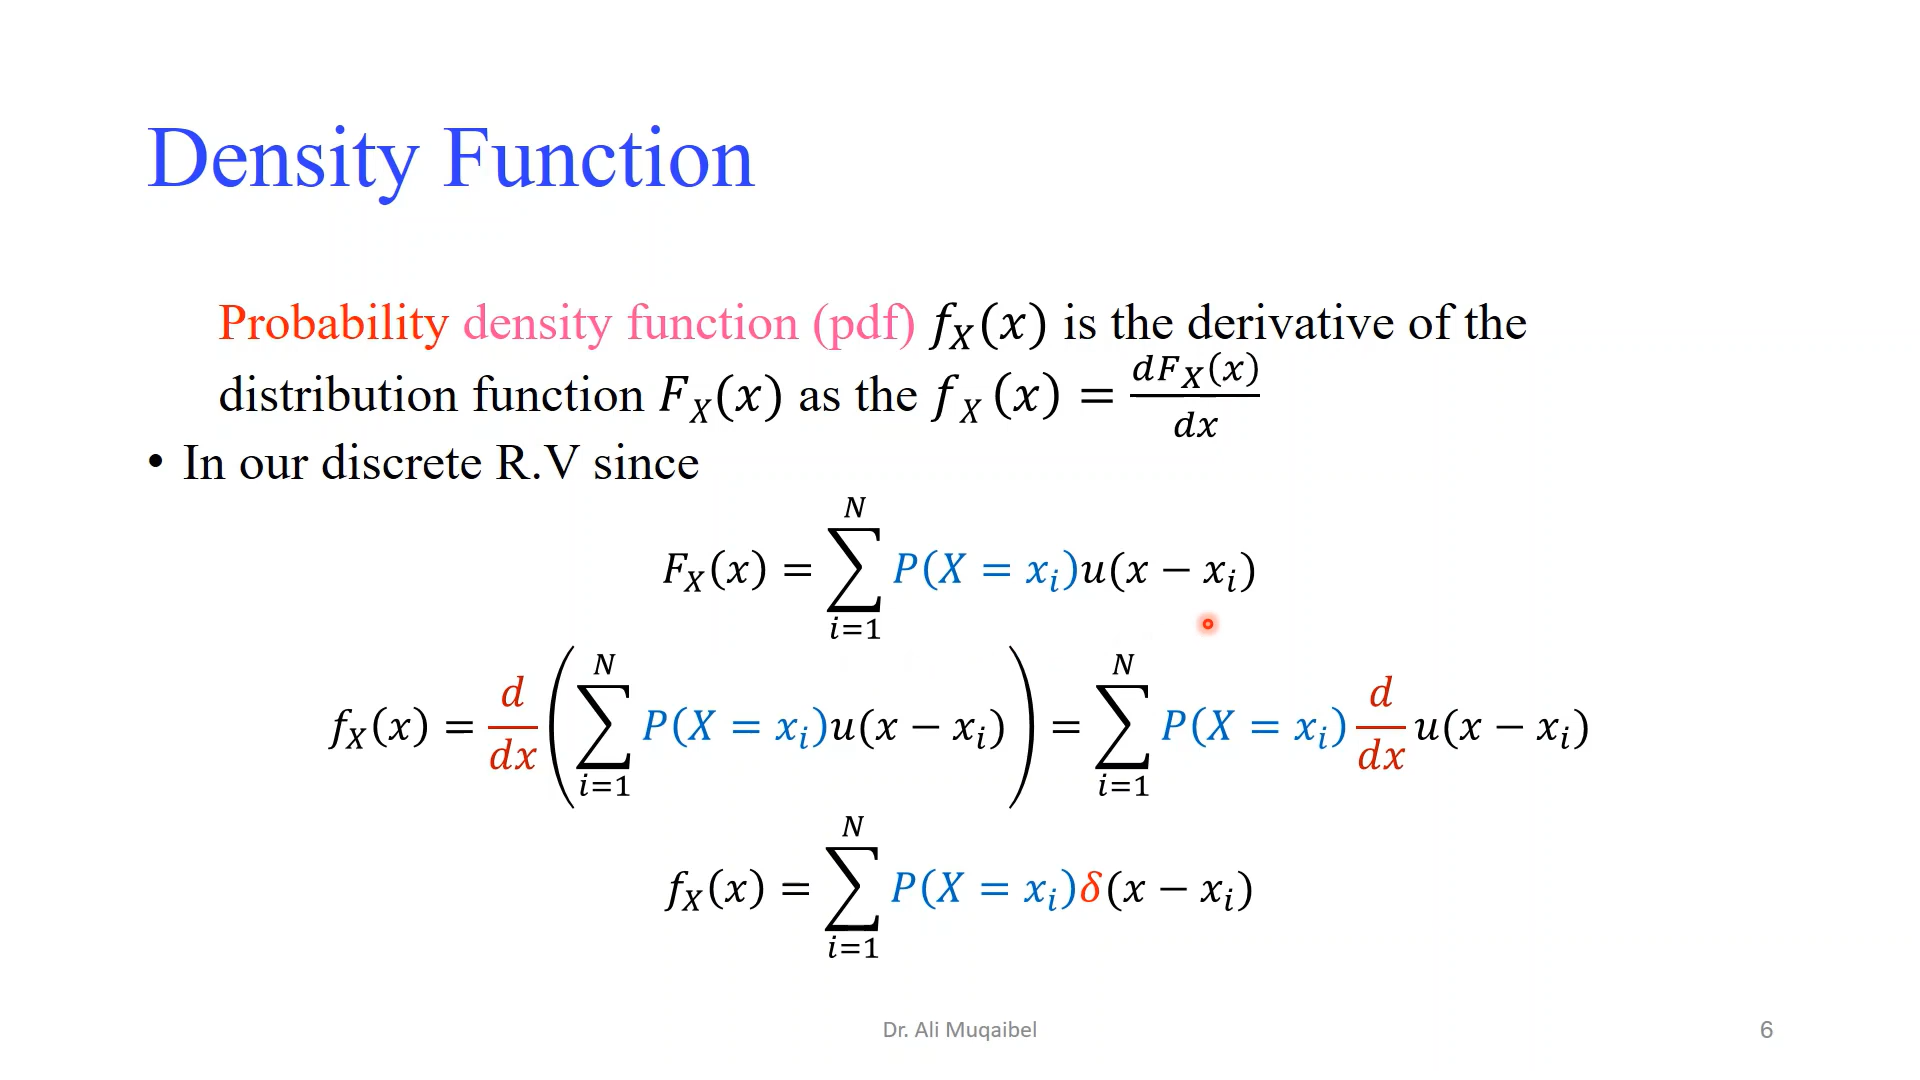 Density Function
Probability density function (pdf) f_X(x) is the derivative of the
distribution function F_X(x) as the f_X(x) = \frac{dF_X(x)}{dx}
• In our discrete R.V since
F_X(x) = \sum_{i=1}^{N} P(X = x_i)u(x − x_i)
f_X(x) = \frac{d}{dx}\left(\sum_{i=1}^{N} P(X = x_i)u(x − x_i)\right) = \sum_{i=1}^{N} P(X = x_i)\frac{d}{dx}u(x − x_i)
f_X(x) = \sum_{i=1}^{N} P(X = x_i)δ(x − x_i)
Dr. Ali Muqaibel
6